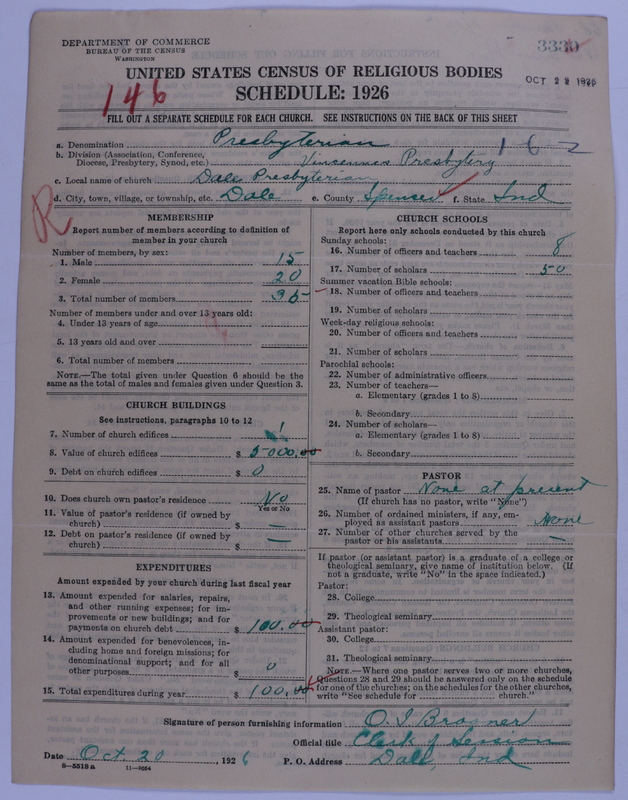 DEPARTMENT OF COMMERCE
BUREAU OF THE CENSUS
WASHINGTON
3330
UNITED STATES CENSUS OF RELIGIOUS BODIES
OCT 22 1926
SCHEDULE: 1926
146
FILL OUT A SEPARATE SCHEDULE FOR EACH CHURCH. SEE INSTRUCTIONS ON THE BACK OF THIS SHEET
a. Denomination Presbyterian 1 6 2
b. Division (Association, Conference, Diocese, Presbytery, Synod, etc.) Vincennes Presbytery
c. Local name of church Dale Presbyterian
d. City, town, village, or township, etc. Dale e. County Spencer f. State Ind
R
MEMBERSHIP
Report number of members according to definition of
member in your church
Number of members, by sex:
1. Male 15
2. Female 20
3. Total number of members 35
Number of members under and over 13 years old:
4. Under 13 years of age
5. 13 years old and over
6. Total number of members
NOTE.—The total given under Question 6 should be
same as the total of males and females given under Question 3.
CHURCH BUILDINGS
See instructions, paragraphs 10 to 12
7. Number of church edifices 1
8. Value of church edifices $ 5000.00
9. Debt on church edifices $ 0
10. Does church own pastor's residence No
Yes or No
11. Value of pastor's residence (if owned by
church) $ —
12. Debt on pastor's residence (if owned by
church) $ —
EXPENDITURES
Amount expended by your church during last fiscal year
13. Amount expended for salaries, repairs,
and other running expenses; for im-
provements or new buildings; and for
payments on church debt $ 100.00
14. Amount expended for benevolences, in-
cluding home and foreign missions; for
denominational support; and for all
other purposes $ 0
15. Total expenditures during year $ 100.00
CHURCH SCHOOLS
Report here only schools conducted by this church
Sunday schools:
16. Number of officers and teachers 8
17. Number of scholars 50
Summer vacation Bible schools:
18. Number of officers and teachers
19. Number of scholars
Week-day religious schools:
20. Number of officers and teachers
21. Number of scholars
Parochial schools:
22. Number of administrative officers
23. Number of teachers—
a. Elementary (grades 1 to 8)
b. Secondary
24. Number of scholars—
a. Elementary (grades 1 to 8)
b. Secondary
PASTOR
25. Name of pastor None at present
(If church has no pastor, write "None")
26. Number of ordained ministers, if any, em-
ployed as assistant pastors None
27. Number of other churches served by the
pastor or his assistants —
If pastor (or assistant pastor) is a graduate of a college or
theological seminary, give name of institution below. (If
not a graduate, write "No" in the space indicated.)
Pastor:
28. College
29. Theological seminary
Assistant pastor:
30. College
31. Theological seminary
NOTE.—Where one pastor serves two or more churches,
Questions 28 and 29 should be answered only on the schedule
for one of the churches; on the schedules for the other churches,
write "See schedule for church."
Signature of person furnishing information O. I.
Official title Clerk of Session
Date Oct. 20, 1926 P. O. Address Dale, Ind
8—5518 a 11—9564